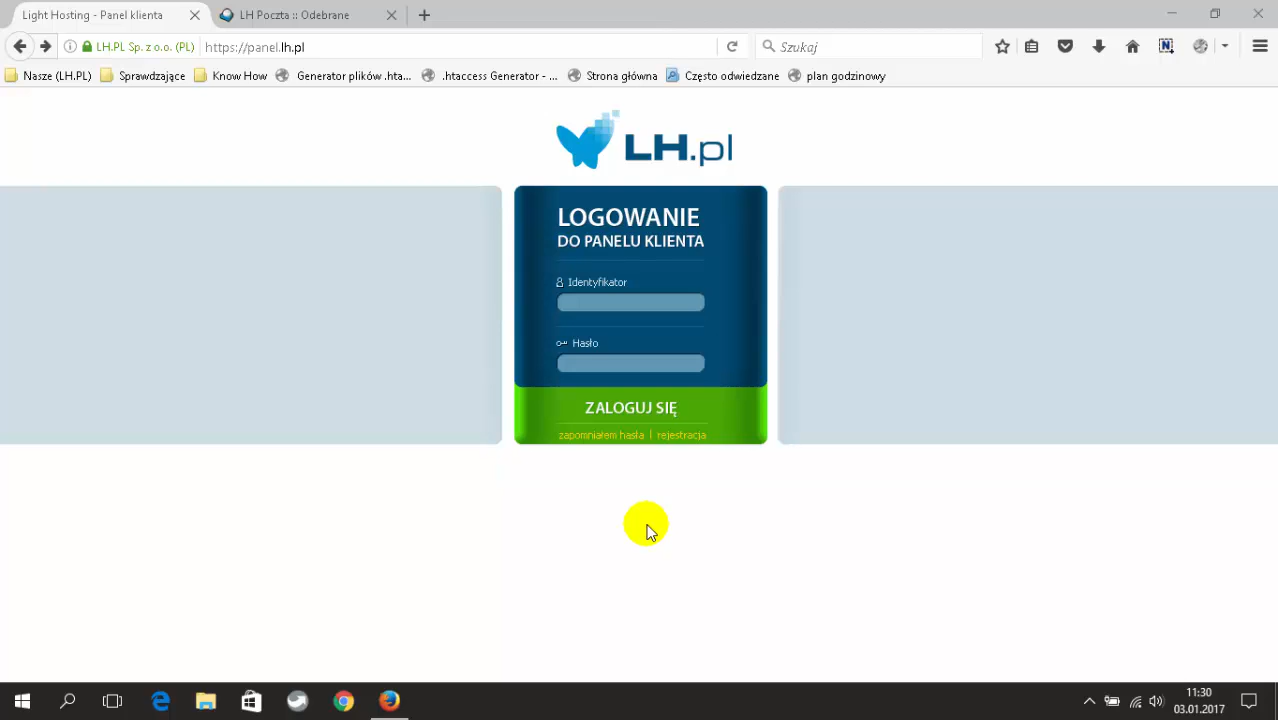 Light Hosting - Panel klienta
LH Poczta :: Odebrane
LH.PL Sp. z o.o. (PL)
https://panel.lh.pl
Szukaj
Nasze (LH.PL)
Sprawdzające
Know How
Generator plików .hta...
.htaccess Generator - ...
Strona główna
Często odwiedzane
plan godzinowy
LH.pl
LOGOWANIE
DO PANELU KLIENTA
Identyfikator
Hasło
ZALOGUJ SIĘ
zapomniałem hasła | rejestracja
11:30
03.01.2017